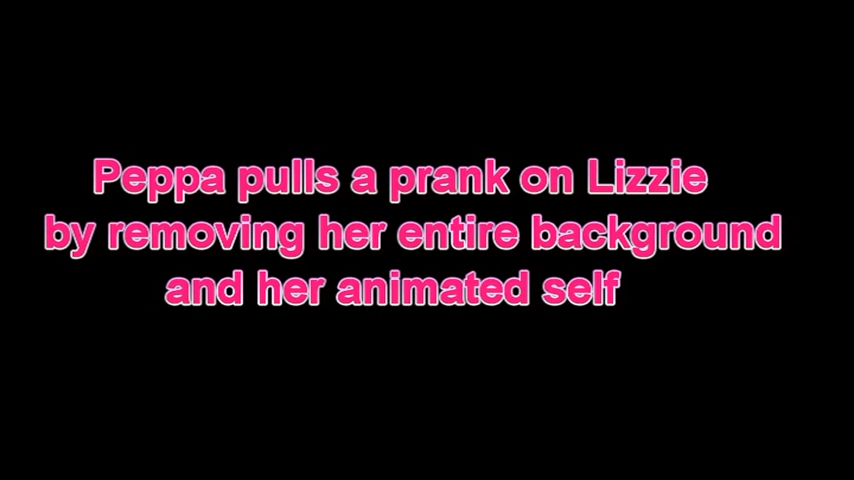 Peppa pulls a prank on Lizzie
by removing her entire background
and her animated self